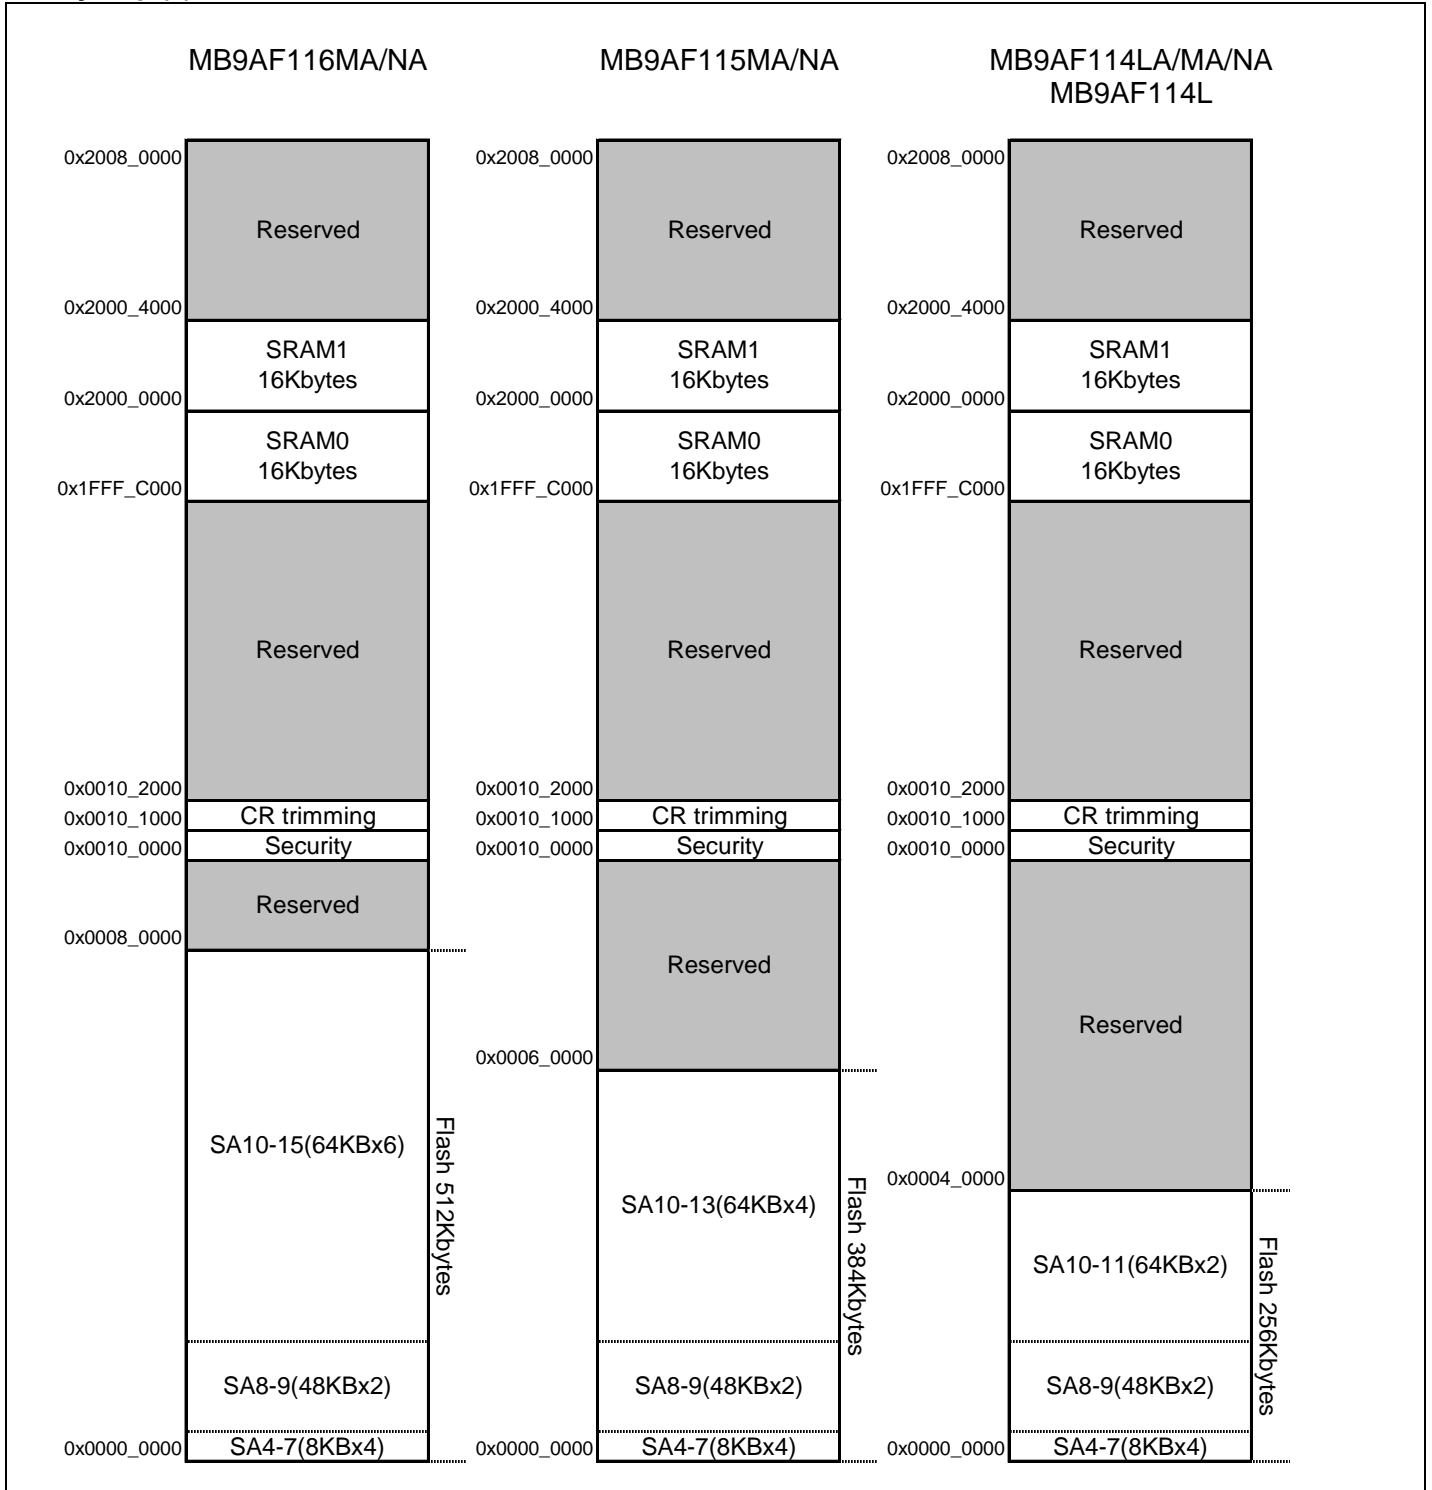 MB9AF116MA/NA
0x2008_0000
Reserved
0x2000_4000
SRAM1
16Kbytes
0x2000_0000
SRAM0
16Kbytes
0x1FFF_C000
Reserved
0x0010_2000
CR trimming
0x0010_1000
Security
0x0010_0000
Reserved
0x0008_0000
SA10-15(64KBx6)
Flash 512Kbytes
SA8-9(48KBx2)
SA4-7(8KBx4)
0x0000_0000
MB9AF115MA/NA
0x2008_0000
Reserved
0x2000_4000
SRAM1
16Kbytes
0x2000_0000
SRAM0
16Kbytes
0x1FFF_C000
Reserved
0x0010_2000
CR trimming
0x0010_1000
Security
0x0010_0000
Reserved
0x0006_0000
SA10-13(64KBx4)
Flash 384Kbytes
SA8-9(48KBx2)
SA4-7(8KBx4)
0x0000_0000
MB9AF114LA/MA/NA
MB9AF114L
0x2008_0000
Reserved
0x2000_4000
SRAM1
16Kbytes
0x2000_0000
SRAM0
16Kbytes
0x1FFF_C000
Reserved
0x0010_2000
CR trimming
0x0010_1000
Security
0x0010_0000
Reserved
0x0004_0000
SA10-11(64KBx2)
Flash 256Kbytes
SA8-9(48KBx2)
SA4-7(8KBx4)
0x0000_0000